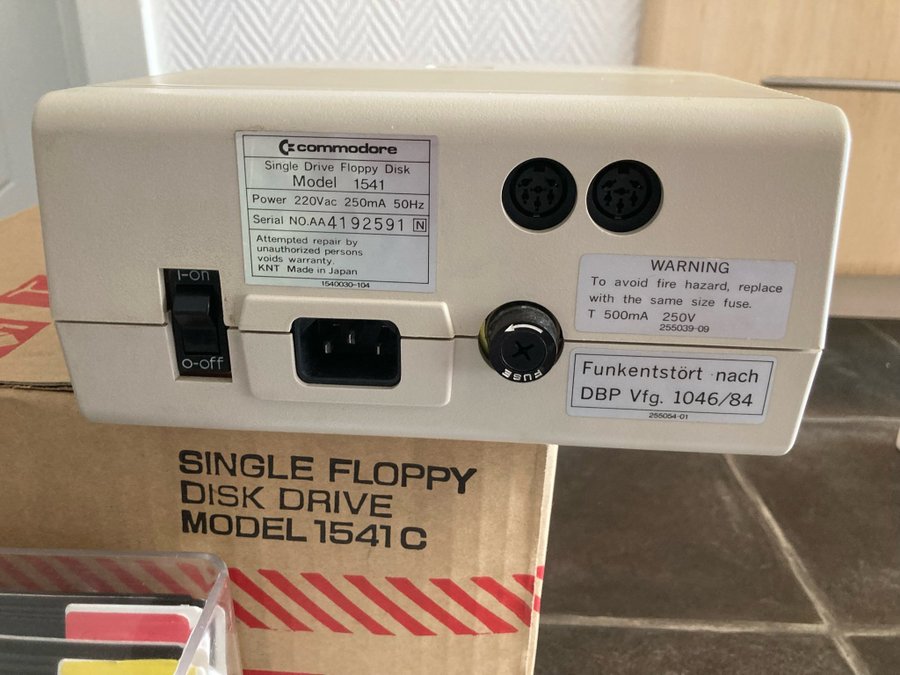 commodore
Single Drive Floppy Disk
Model 1541
Power 220Vac 250mA 50Hz
Serial NO.AA4192591 N
Attempted repair by
unauthorized persons
voids warranty.
KNT Made in Japan
1540030-104
I-on
o-off
FUSE
WARNING
To avoid fire hazard, replace
with the same size fuse.
T 500mA 250V
255039-09
Funkentstört nach
DBP Vfg. 1046/84
255054-01
SINGLE FLOPPY
DISK DRIVE
MODEL 1541C